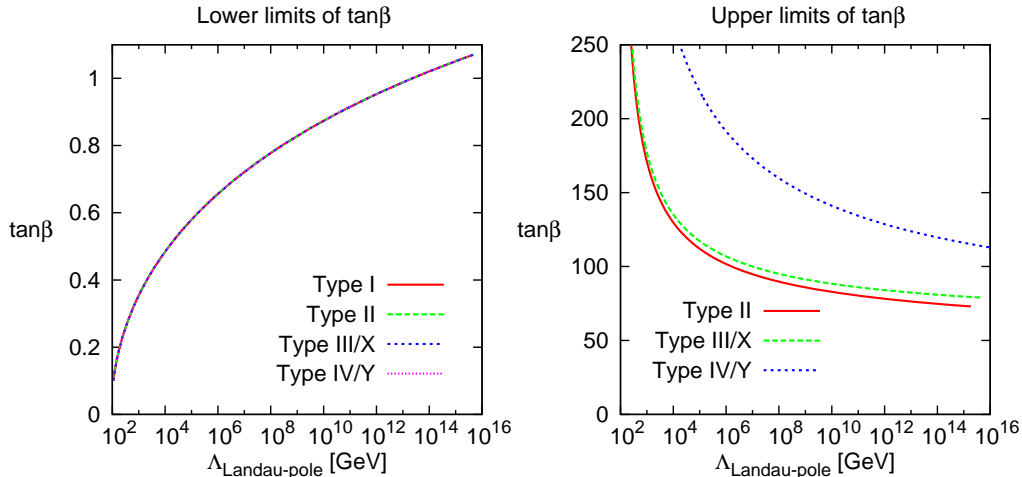 Lower limits of tanβ
1
0.8
0.6
0.4
0.2
0
tanβ
Type I
Type II
Type III/X
Type IV/Y
10^2 10^4 10^6 10^8 10^10 10^12 10^14 10^16
Λ_Landau-pole [GeV]
Upper limits of tanβ
250
200
150
100
50
0
tanβ
Type II
Type III/X
Type IV/Y
10^2 10^4 10^6 10^8 10^10 10^12 10^14 10^16
Λ_Landau-pole [GeV]